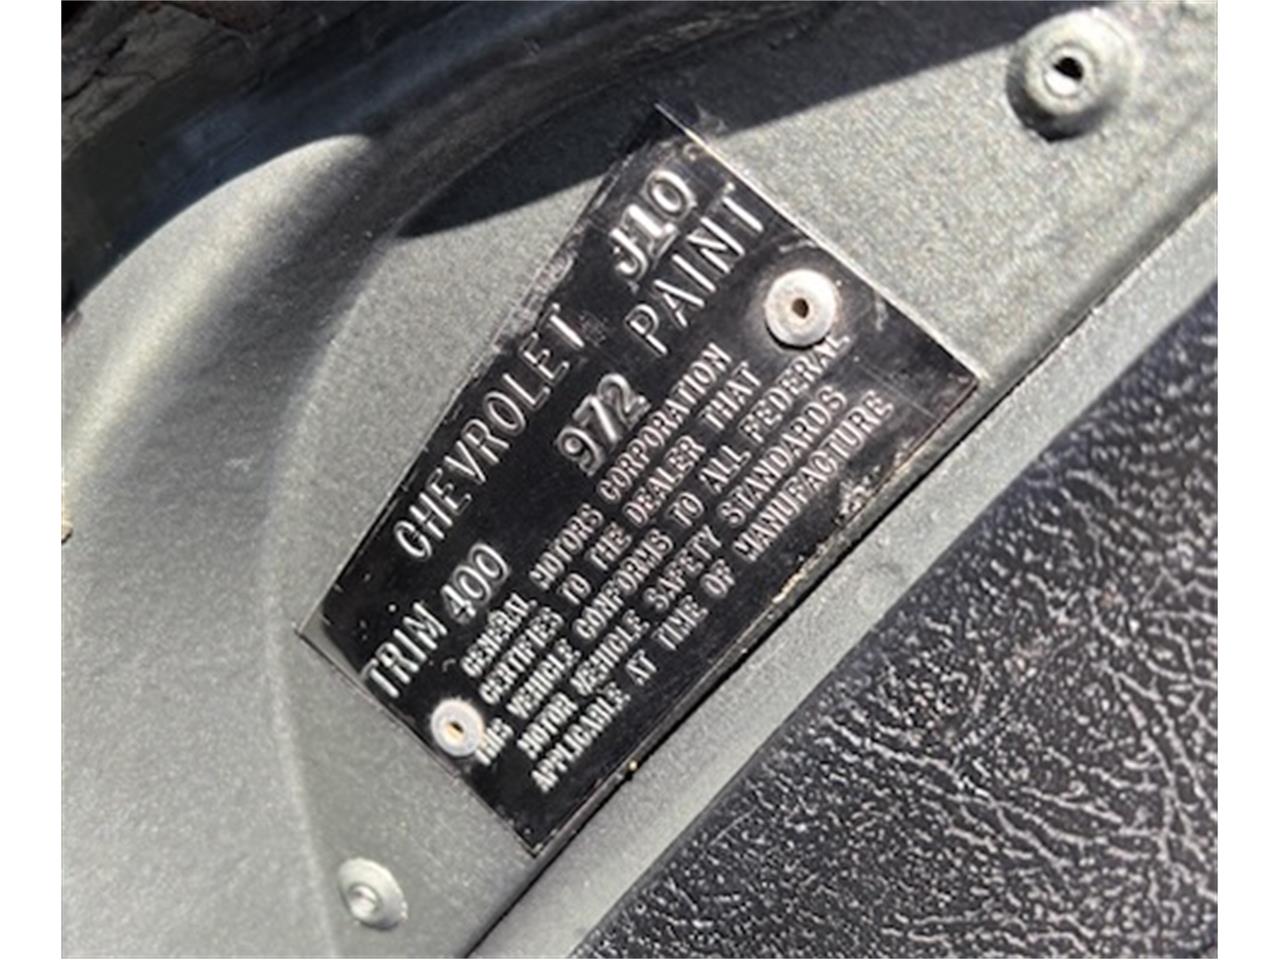 CHEVROLET J10
TRIM 400 972 PAINT
GENERAL MOTORS CORPORATION
CERTIFIES TO THE DEALER THAT
THIS VEHICLE CONFORMS TO ALL FEDERAL
MOTOR VEHICLE SAFETY STANDARDS
APPLICABLE AT TIME OF MANUFACTURE